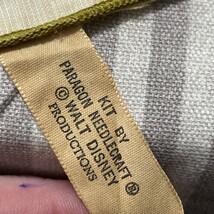 KIT BY
PARAGON NEEDLECRAFT ®
© WALT DISNEY
PRODUCTIONS